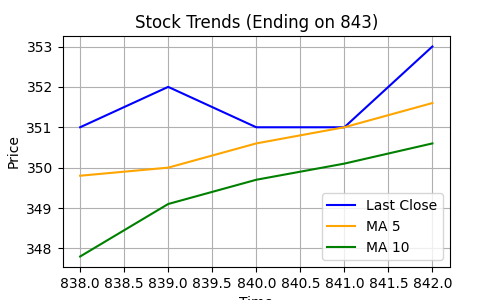 Stock Trends (Ending on 843)
353
352
351
350
349
348
Price
Last Close
MA 5
MA 10
838.0 838.5 839.0 839.5 840.0 840.5 841.0 841.5 842.0
Time